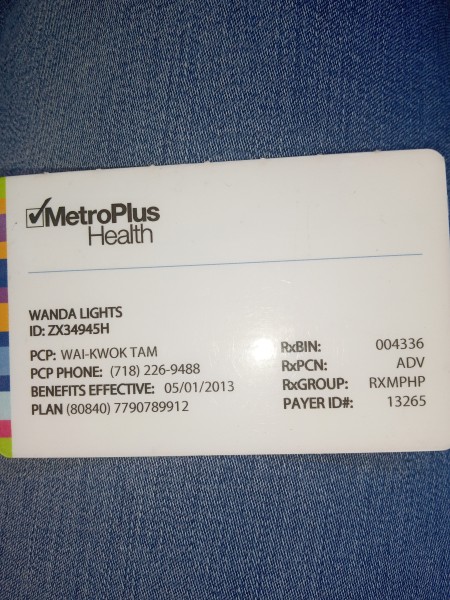 MetroPlus
Health
WANDA LIGHTS
ID: ZX34945H
PCP: WAI-KWOK TAM
PCP PHONE: (718) 226-9488
BENEFITS EFFECTIVE: 05/01/2013
PLAN (80840) 7790789912
RxBIN: 004336
RxPCN: ADV
RxGROUP: RXMPHP
PAYER ID#: 13265